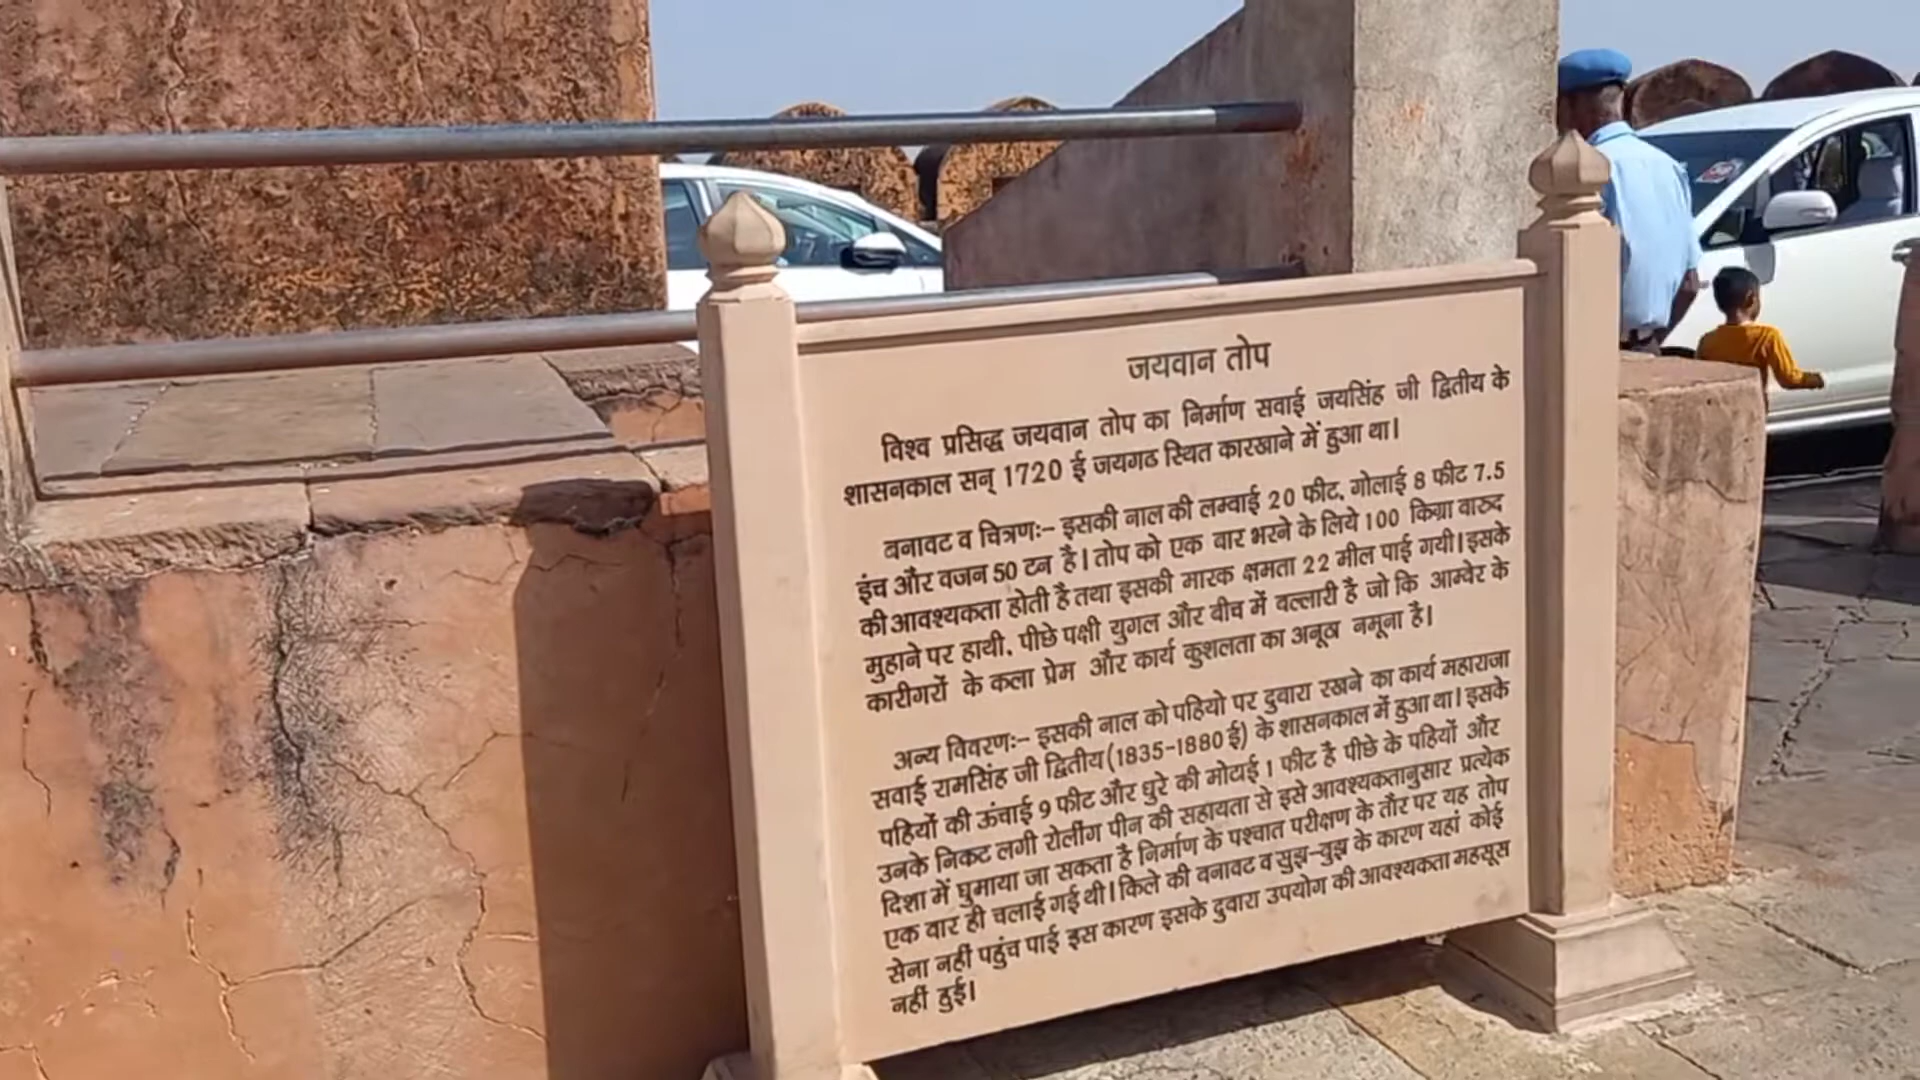 जयवान तोप
विश्व प्रसिद्ध जयवान तोप का निर्माण सवाई जयसिंह जी द्वितीय के
शासनकाल सन् 1720 ई जयगढ स्थित कारखाने में हुआ था।
बनावट व चित्रणः– इसकी नाल की लम्वाई 20 फीट, गोलाई 8 फीट 7.5
इंच और वजन 50 टन है। तोप को एक वार भरने के लिये 100 किग्रा वारुद
की आवश्यकता होती है तथा इसकी मारक क्षमता 22 मील पाई गयी। इसके
मुहाने पर हाथी, पीछे पक्षी युगल और बीच में वल्लारी है जो कि आम्वेर के
कारीगरों के कला प्रेम और कार्य कुशलता का अनूठा नमूना है।
अन्य विवरणः– इसकी नाल को पहियो पर दुवारा रखने का कार्य महाराजा
सवाई रामसिंह जी द्वितीय (1835-1880 ई) के शासनकाल में हुआ था। इसके
पहियों की ऊंचाई 9 फीट और धुरे की मोटाई 1 फीट है पीछे के पहियों और
उनके निकट लगी रोलींग पीन की सहायता से इसे आवश्यकतानुसार प्रत्येक
दिशा में घुमाया जा सकता है निर्माण के पश्चात परीक्षण के तौर पर यह तोप
एक वार ही चलाई गई थी। किले की वनावट व सुझ-वुझ के कारण यहां कोई
सेना नहीं पहुंच पाई इस कारण इसके दुवारा उपयोग की आवश्यकता महसूस
नहीं हुई।